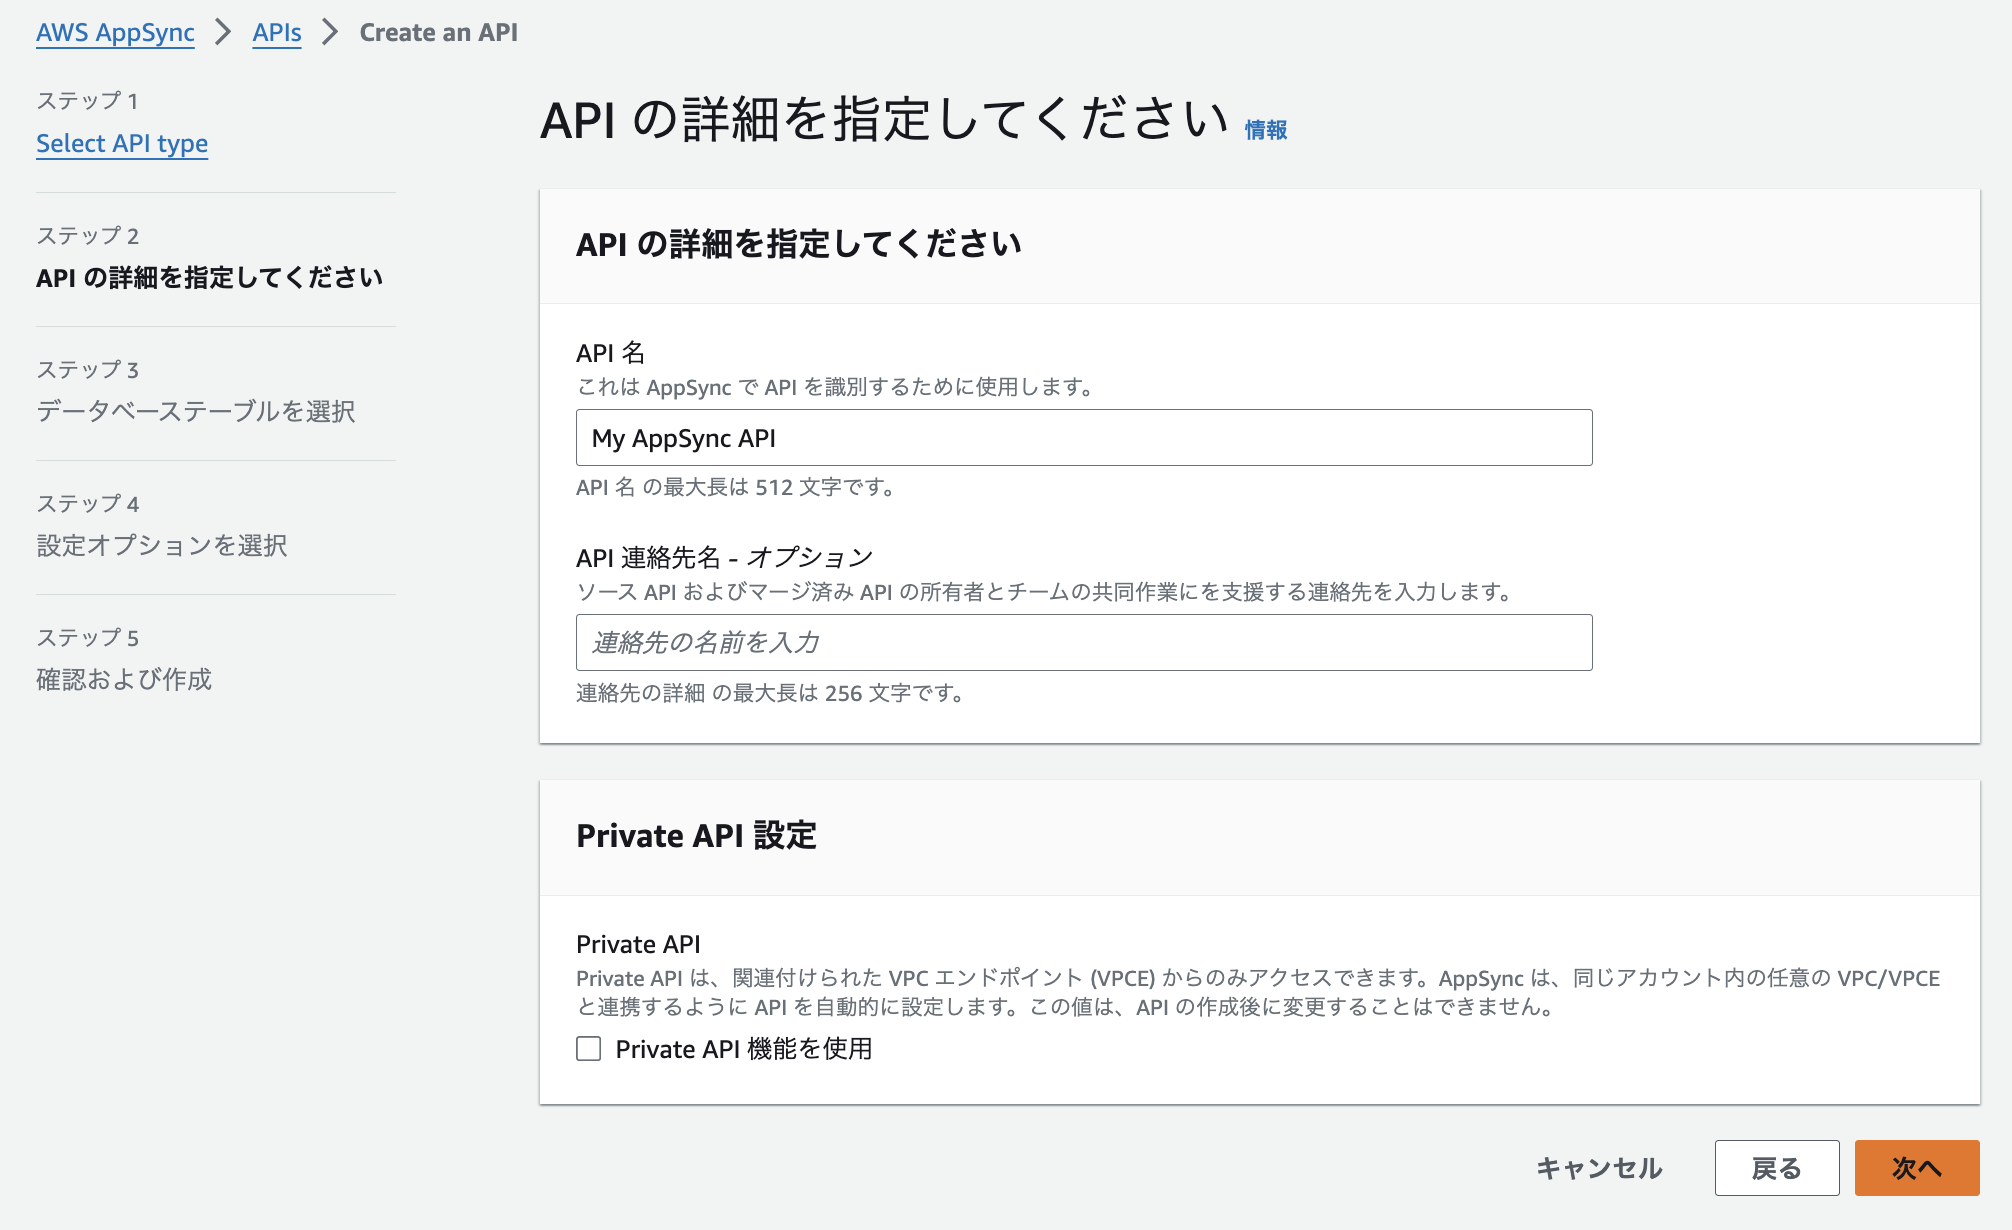 AWS AppSync > APIs > Create an API
ステップ 1
Select API type
ステップ 2
API の詳細を指定してください
ステップ 3
データベーステーブルを選択
ステップ 4
設定オプションを選択
ステップ 5
確認および作成
API の詳細を指定してください 情報
API の詳細を指定してください
API 名
これは AppSync で API を識別するために使用します。
My AppSync API
API 名 の最大長は 512 文字です。
API 連絡先名 - オプション
ソース API およびマージ済み API の所有者とチームの共同作業にを支援する連絡先を入力します。
連絡先の名前を入力
連絡先の詳細 の最大長は 256 文字です。
Private API 設定
Private API
Private API は、関連付けられた VPC エンドポイント (VPCE) からのみアクセスできます。AppSync は、同じアカウント内の任意の VPC/VPCE
と連携するように API を自動的に設定します。この値は、API の作成後に変更することはできません。
Private API 機能を使用
キャンセル 戻る 次へ